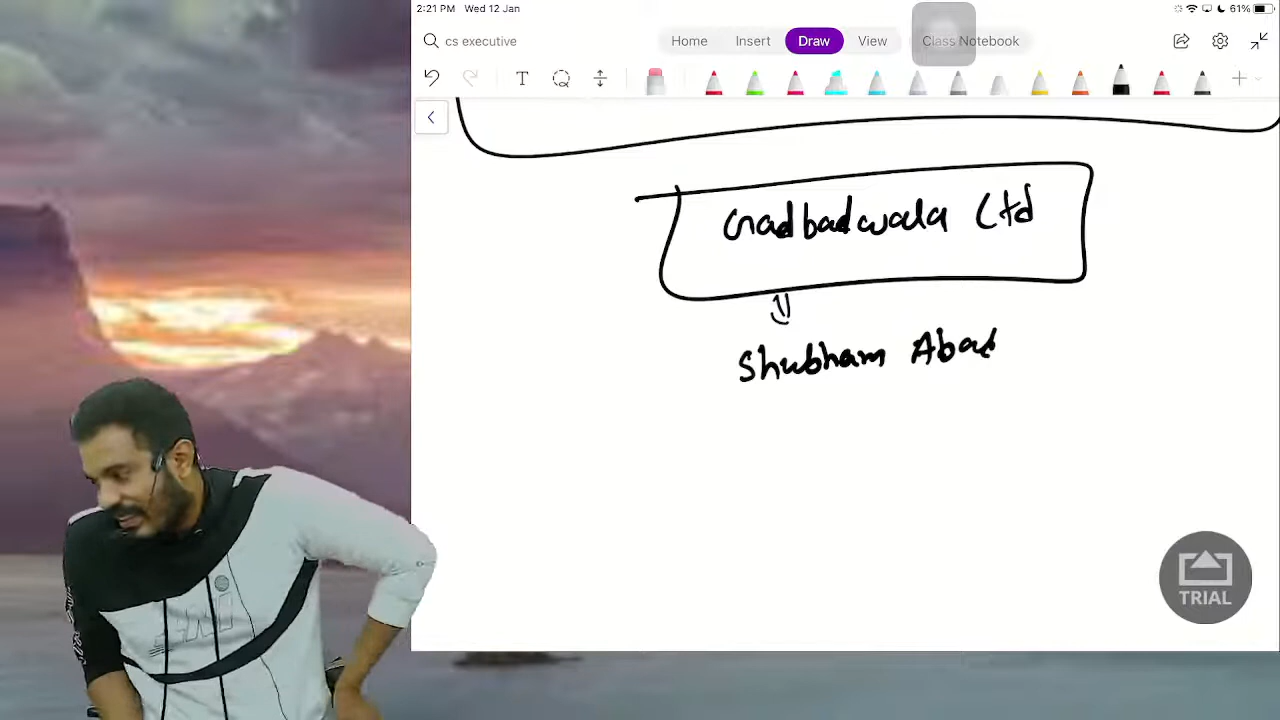 2:21 PM Wed 12 Jan
61%
cs executive
Home Insert Draw View Class Notebook
T
Gadbadwala Ltd
Shubham Abad
TRIAL